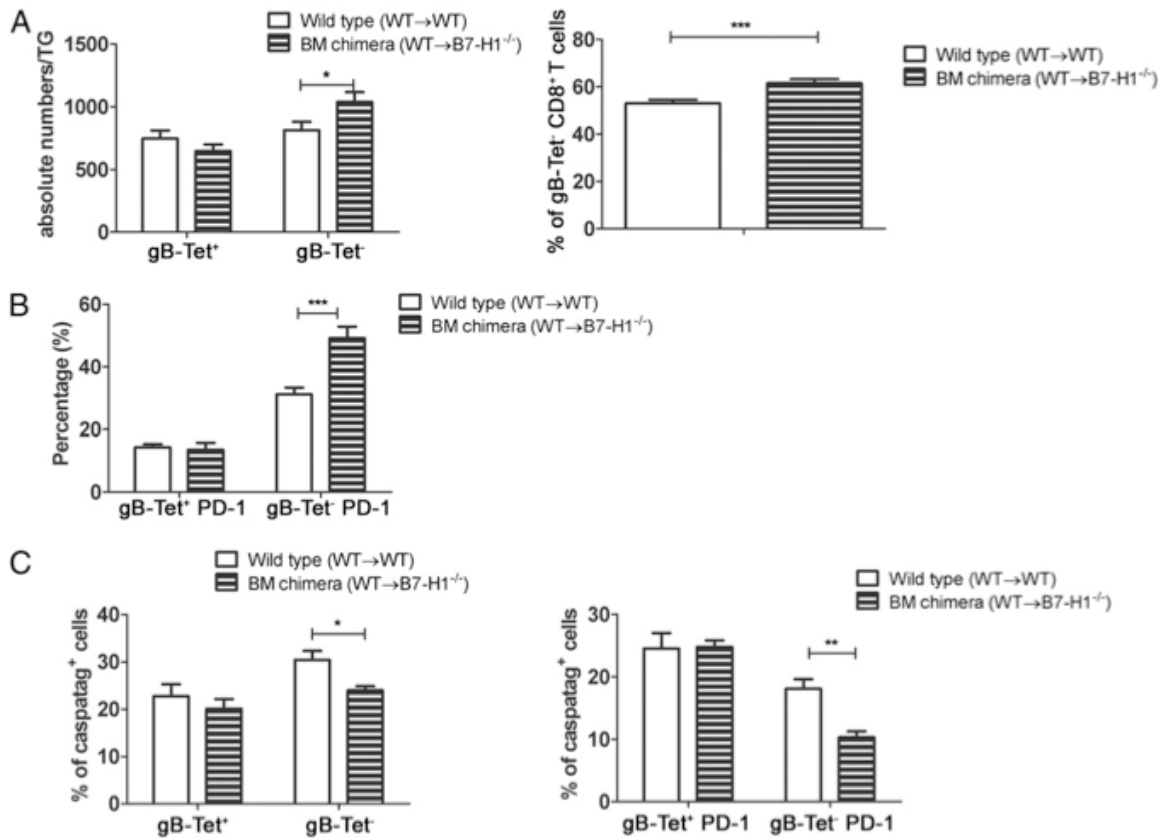 A
absolute numbers/TG
1500
1000
500
0
Wild type (WT→WT)
BM chimera (WT→B7-H1⁻/⁻)
*
gB-Tet⁺
gB-Tet⁻
% of gB-Tet⁻ CD8⁺ T cells
80
60
40
20
0
***
Wild type (WT→WT)
BM chimera (WT→B7-H1⁻/⁻)
B
Percentage (%)
60
40
20
0
***
Wild type (WT→WT)
BM chimera (WT→B7-H1⁻/⁻)
gB-Tet⁺ PD-1
gB-Tet⁻ PD-1
C
Wild type (WT→WT)
BM chimera (WT→B7-H1⁻/⁻)
% of caspatag⁺ cells
40
30
20
10
0
*
gB-Tet⁺
gB-Tet⁻
Wild type (WT→WT)
BM chimera (WT→B7-H1⁻/⁻)
% of caspatag⁺ cells
30
20
10
0
**
gB-Tet⁺ PD-1
gB-Tet⁻ PD-1